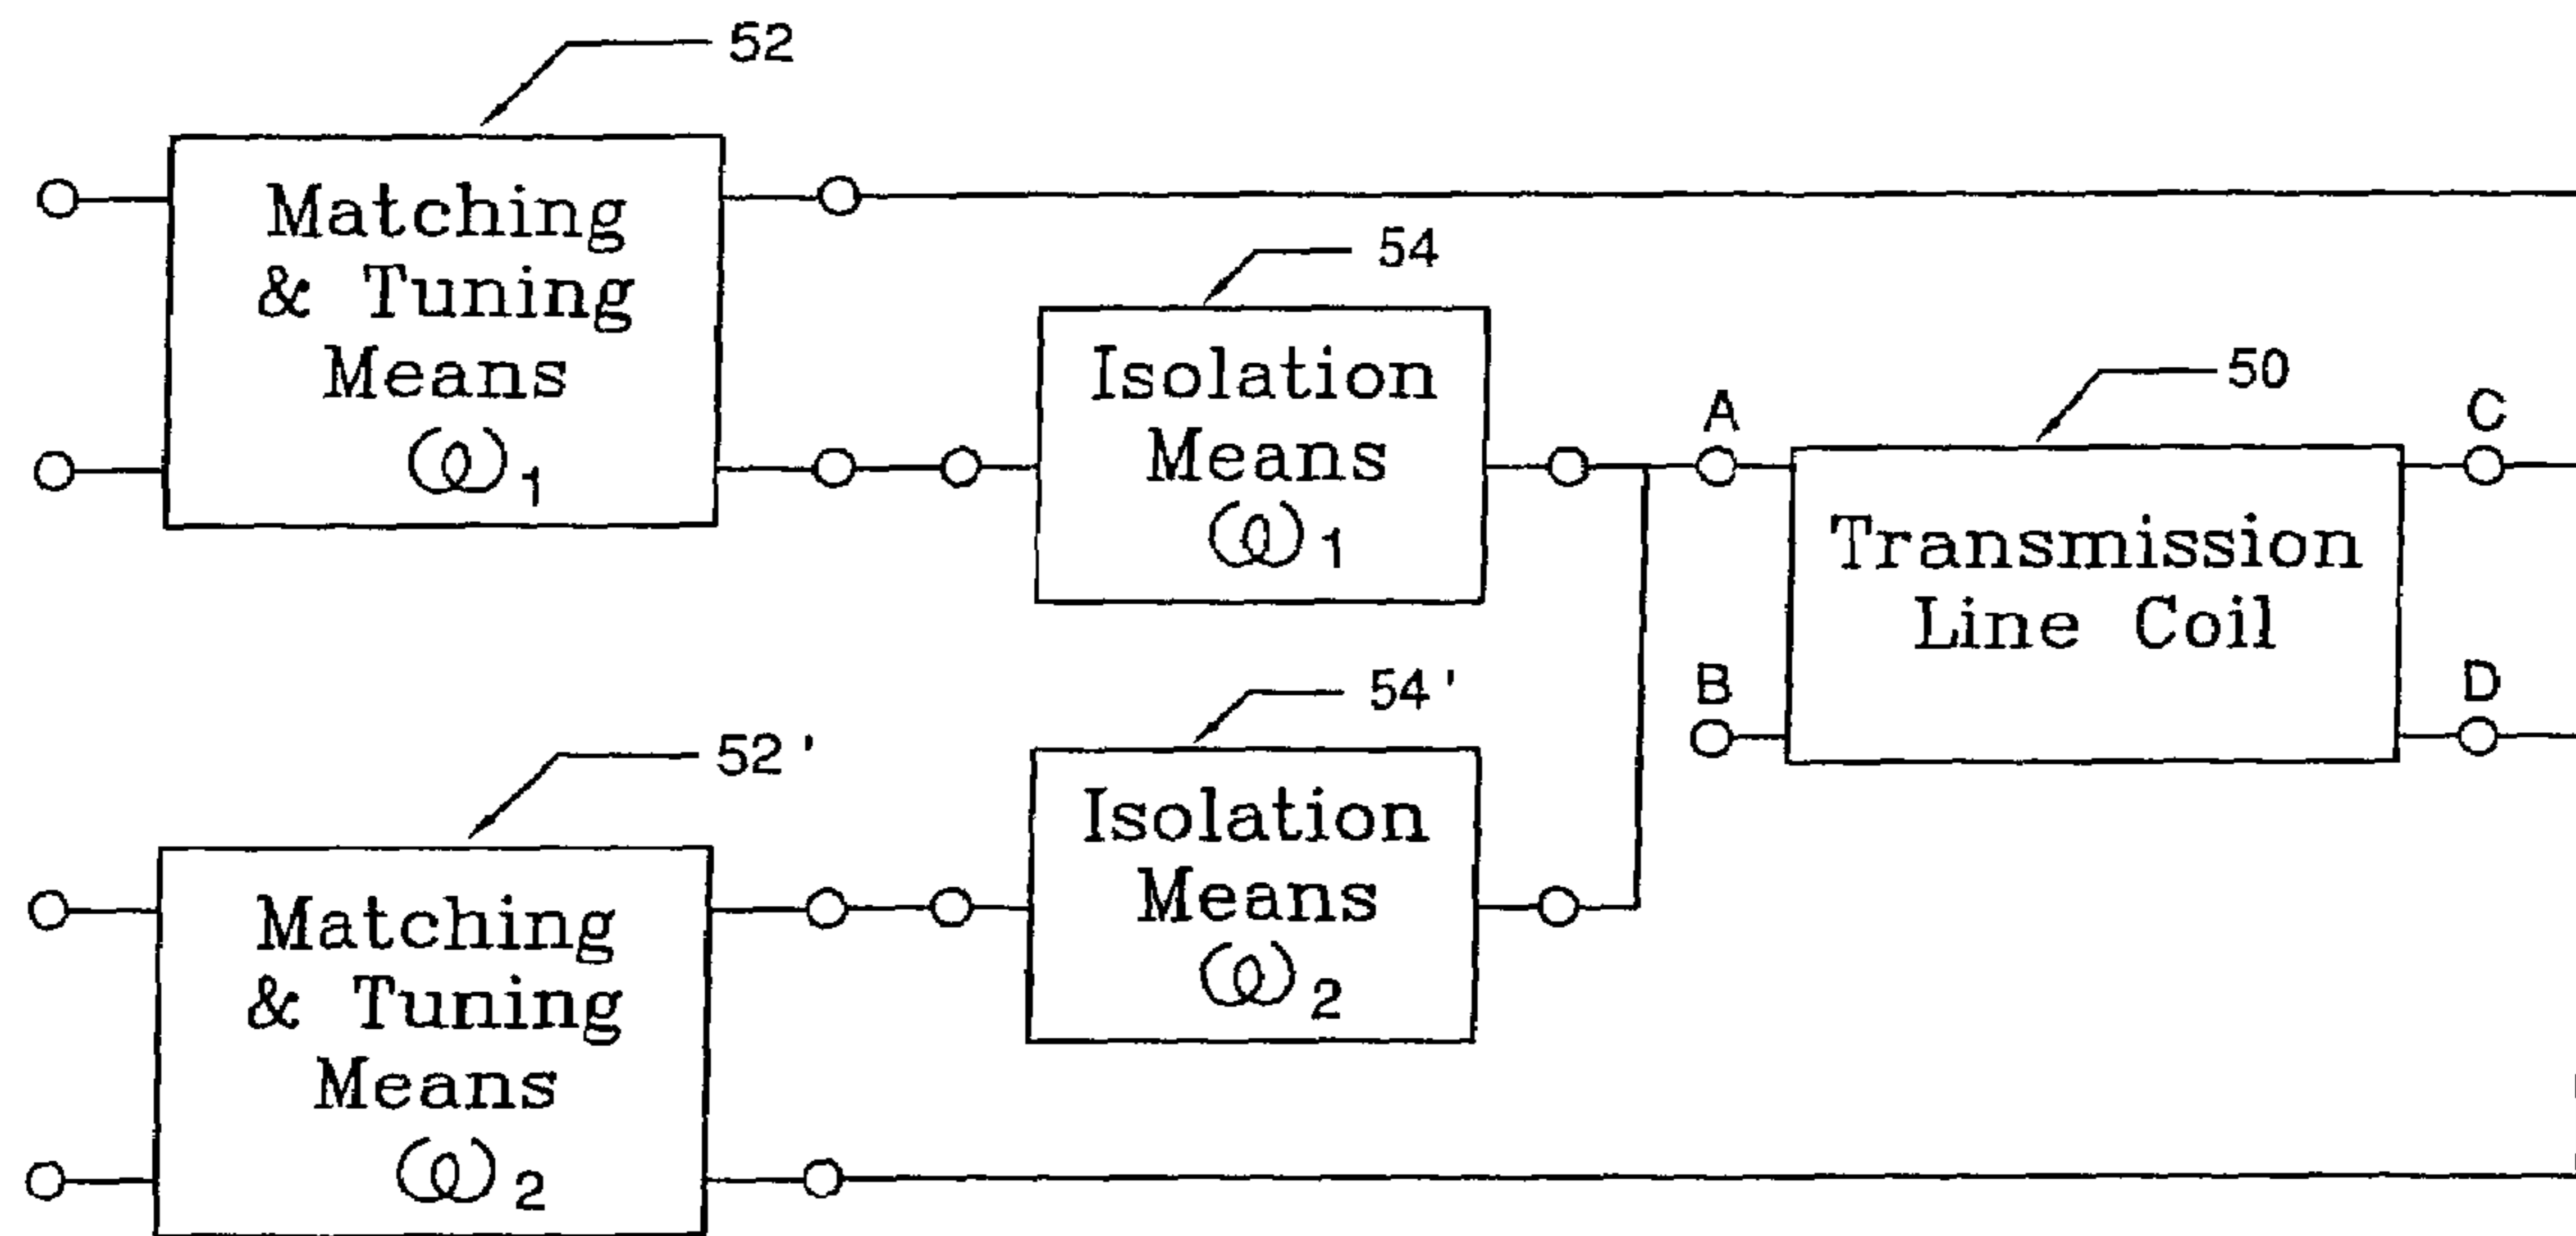 52
Matching
& Tuning
Means
ω1
54
Isolation
Means
ω1
50
A
C
Transmission
Line Coil
B
D
54'
Isolation
Means
ω2
52'
Matching
& Tuning
Means
ω2